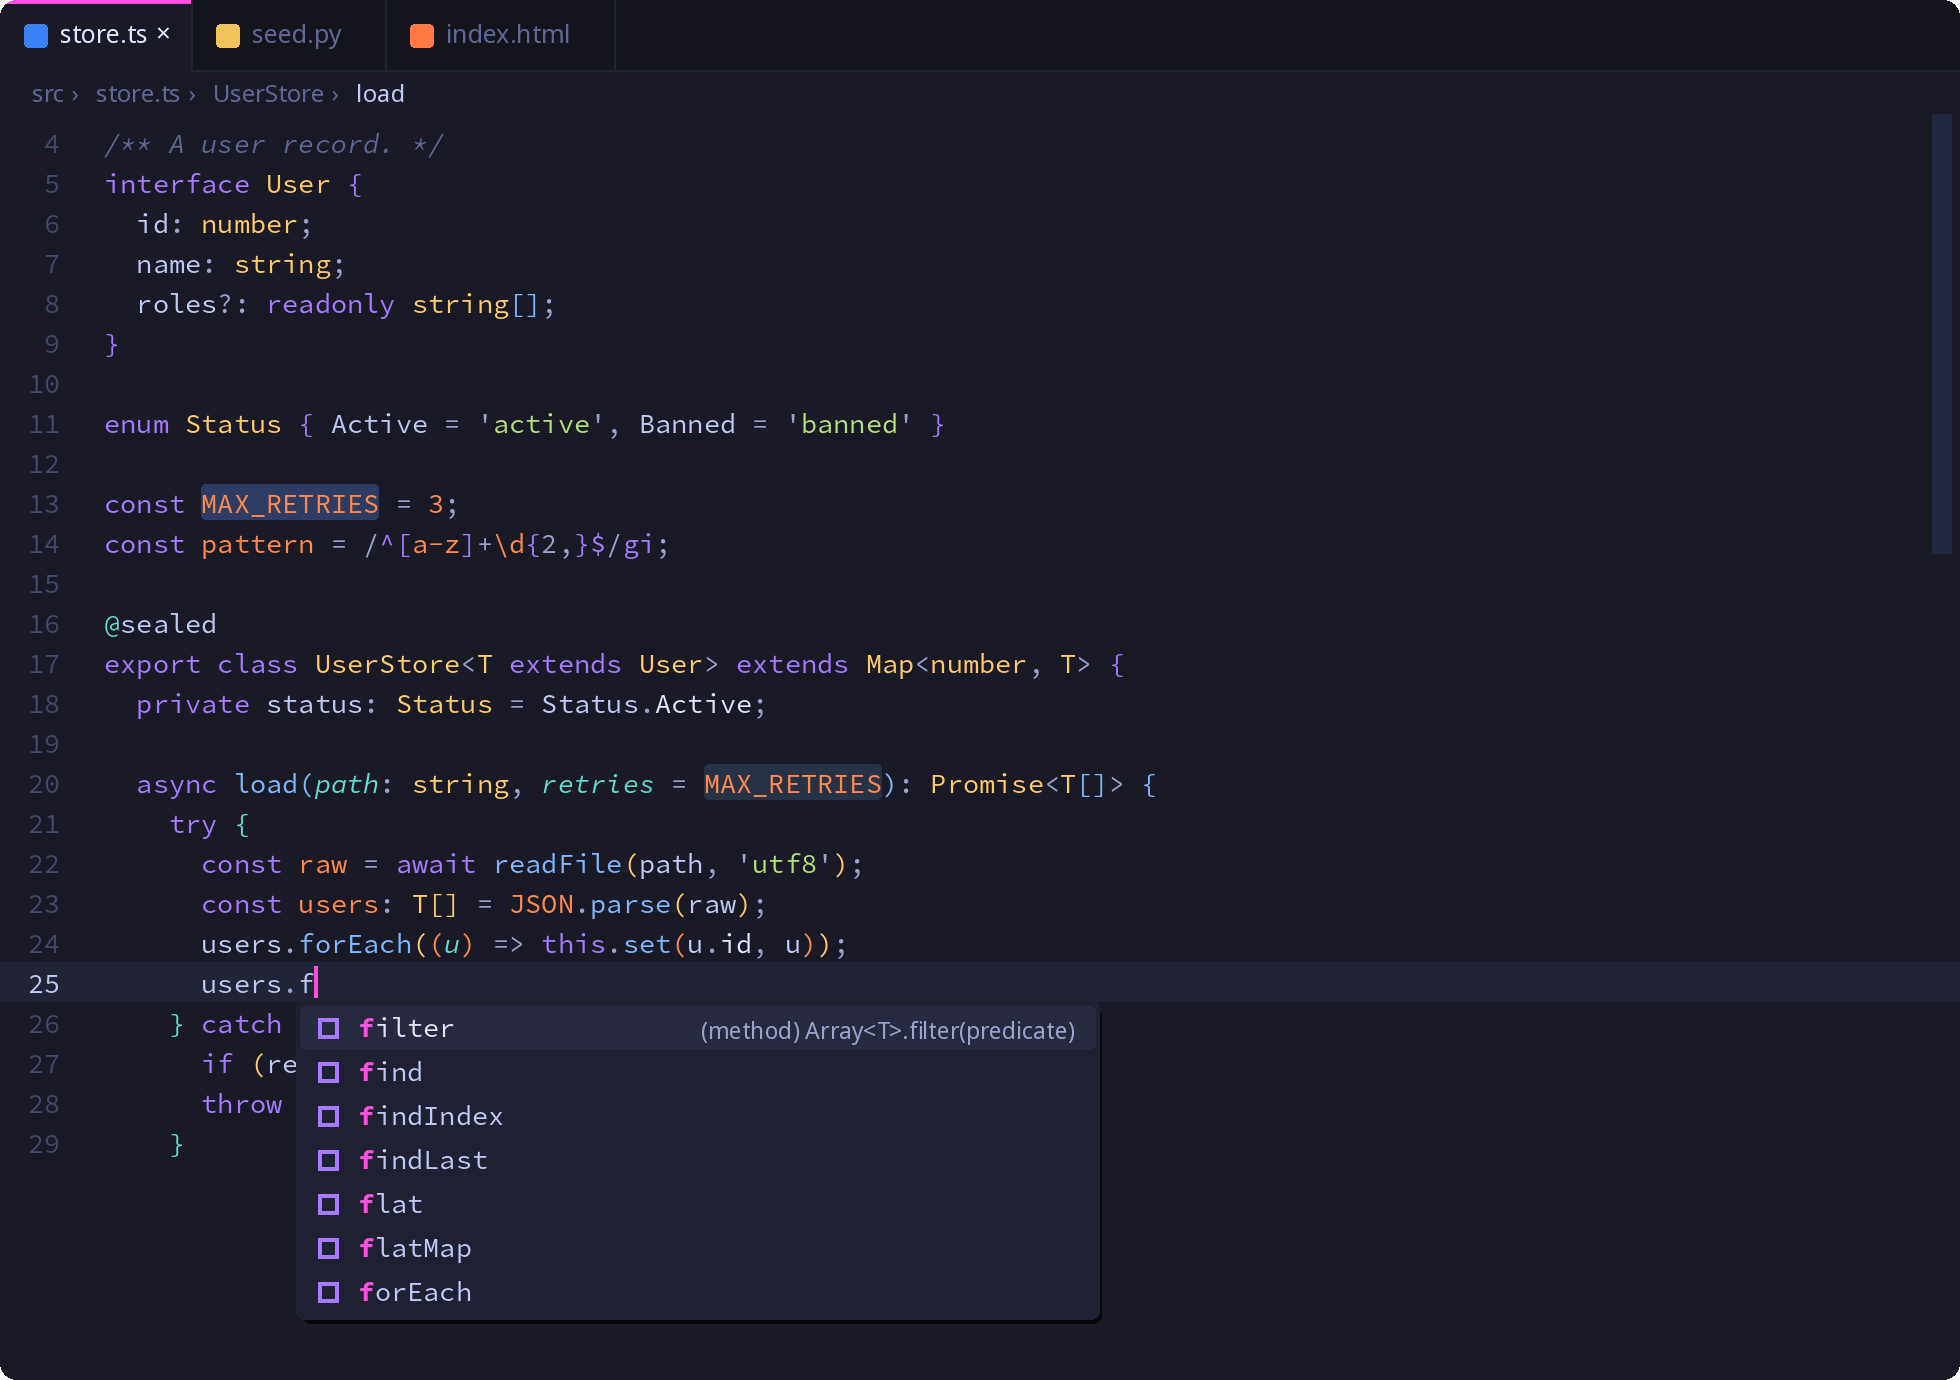 store.ts × seed.py index.html
src › store.ts › UserStore › load
4 /** A user record. */
5 interface User {
6 id: number;
7 name: string;
8 roles?: readonly string[];
9 }
10
11 enum Status { Active = 'active', Banned = 'banned' }
12
13 const MAX_RETRIES = 3;
14 const pattern = /^[a-z]+\d{2,}$/gi;
15
16 @sealed
17 export class UserStore<T extends User> extends Map<number, T> {
18 private status: Status = Status.Active;
19
20 async load(path: string, retries = MAX_RETRIES): Promise<T[]> {
21 try {
22 const raw = await readFile(path, 'utf8');
23 const users: T[] = JSON.parse(raw);
24 users.forEach((u) => this.set(u.id, u));
25 users.f
26 } catch
27 if (re
28 throw
29 }
filter (method) Array<T>.filter(predicate)
find
findIndex
findLast
flat
flatMap
forEach